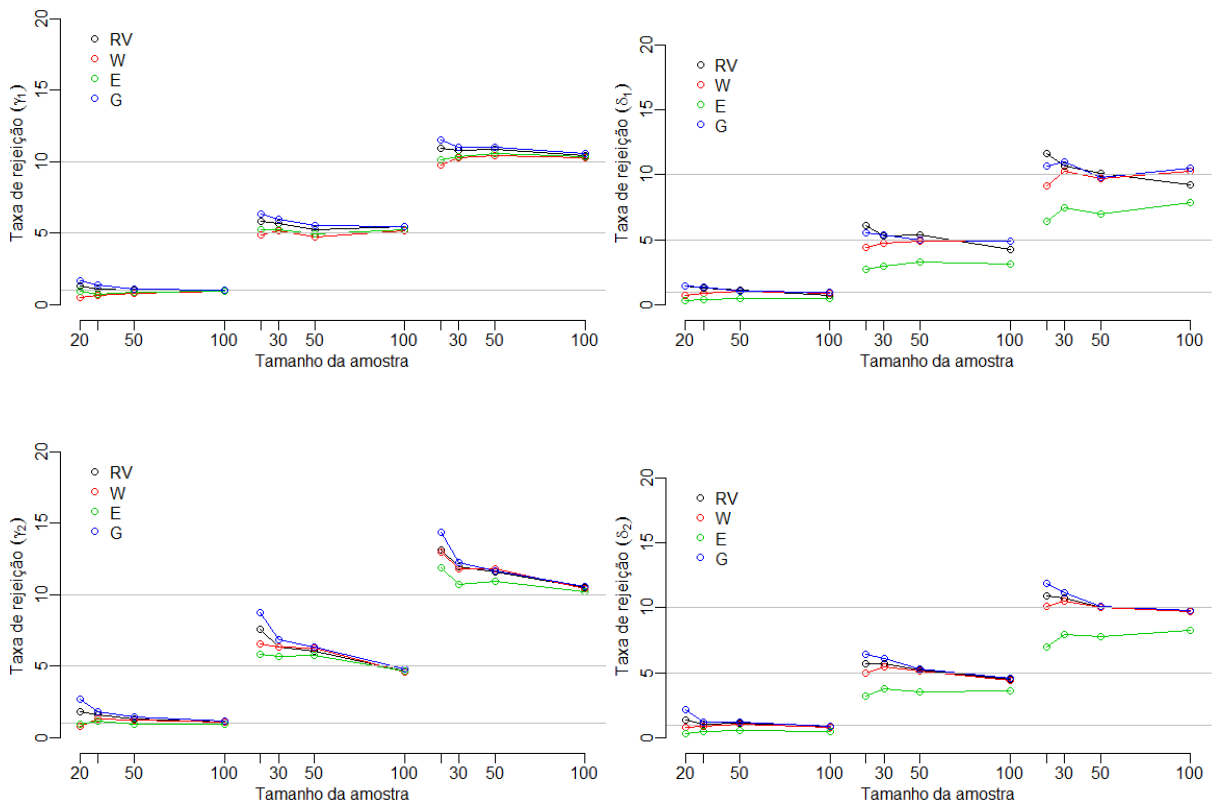 Taxa de rejeição (γ₁)
20
15
10
5
0
RV
W
E
G
20 50 100 30 50 100 30 50 100
Tamanho da amostra
Taxa de rejeição (δ₁)
20
15
10
5
0
RV
W
E
G
20 50 100 30 50 100 30 50 100
Tamanho da amostra
Taxa de rejeição (γ₂)
20
15
10
5
0
RV
W
E
G
20 50 100 30 50 100 30 50 100
Tamanho da amostra
Taxa de rejeição (δ₂)
20
15
10
5
0
RV
W
E
G
20 50 100 30 50 100 30 50 100
Tamanho da amostra